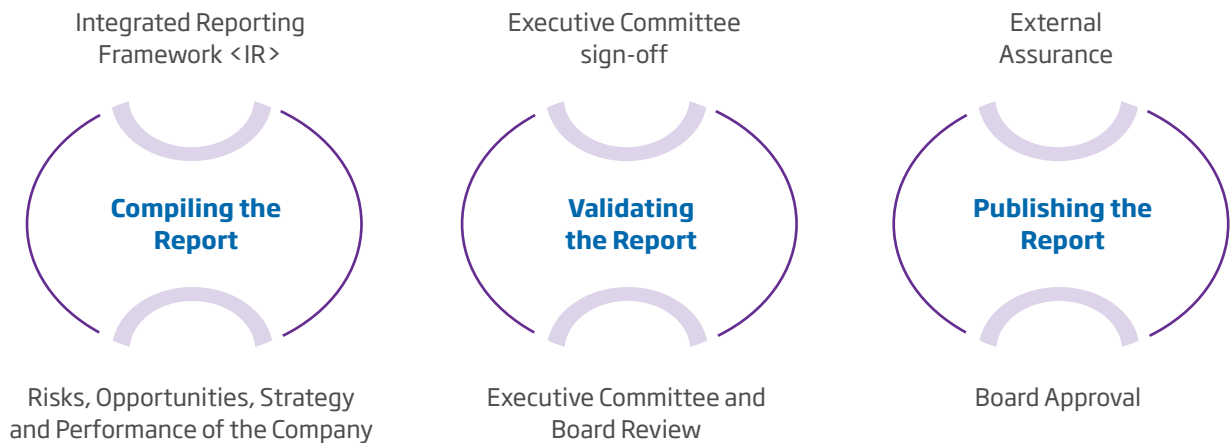 Integrated Reporting
Framework <IR>
Compiling the
Report
Risks, Opportunities, Strategy
and Performance of the Company
Executive Committee
sign-off
Validating
the Report
Executive Committee and
Board Review
External
Assurance
Publishing the
Report
Board Approval